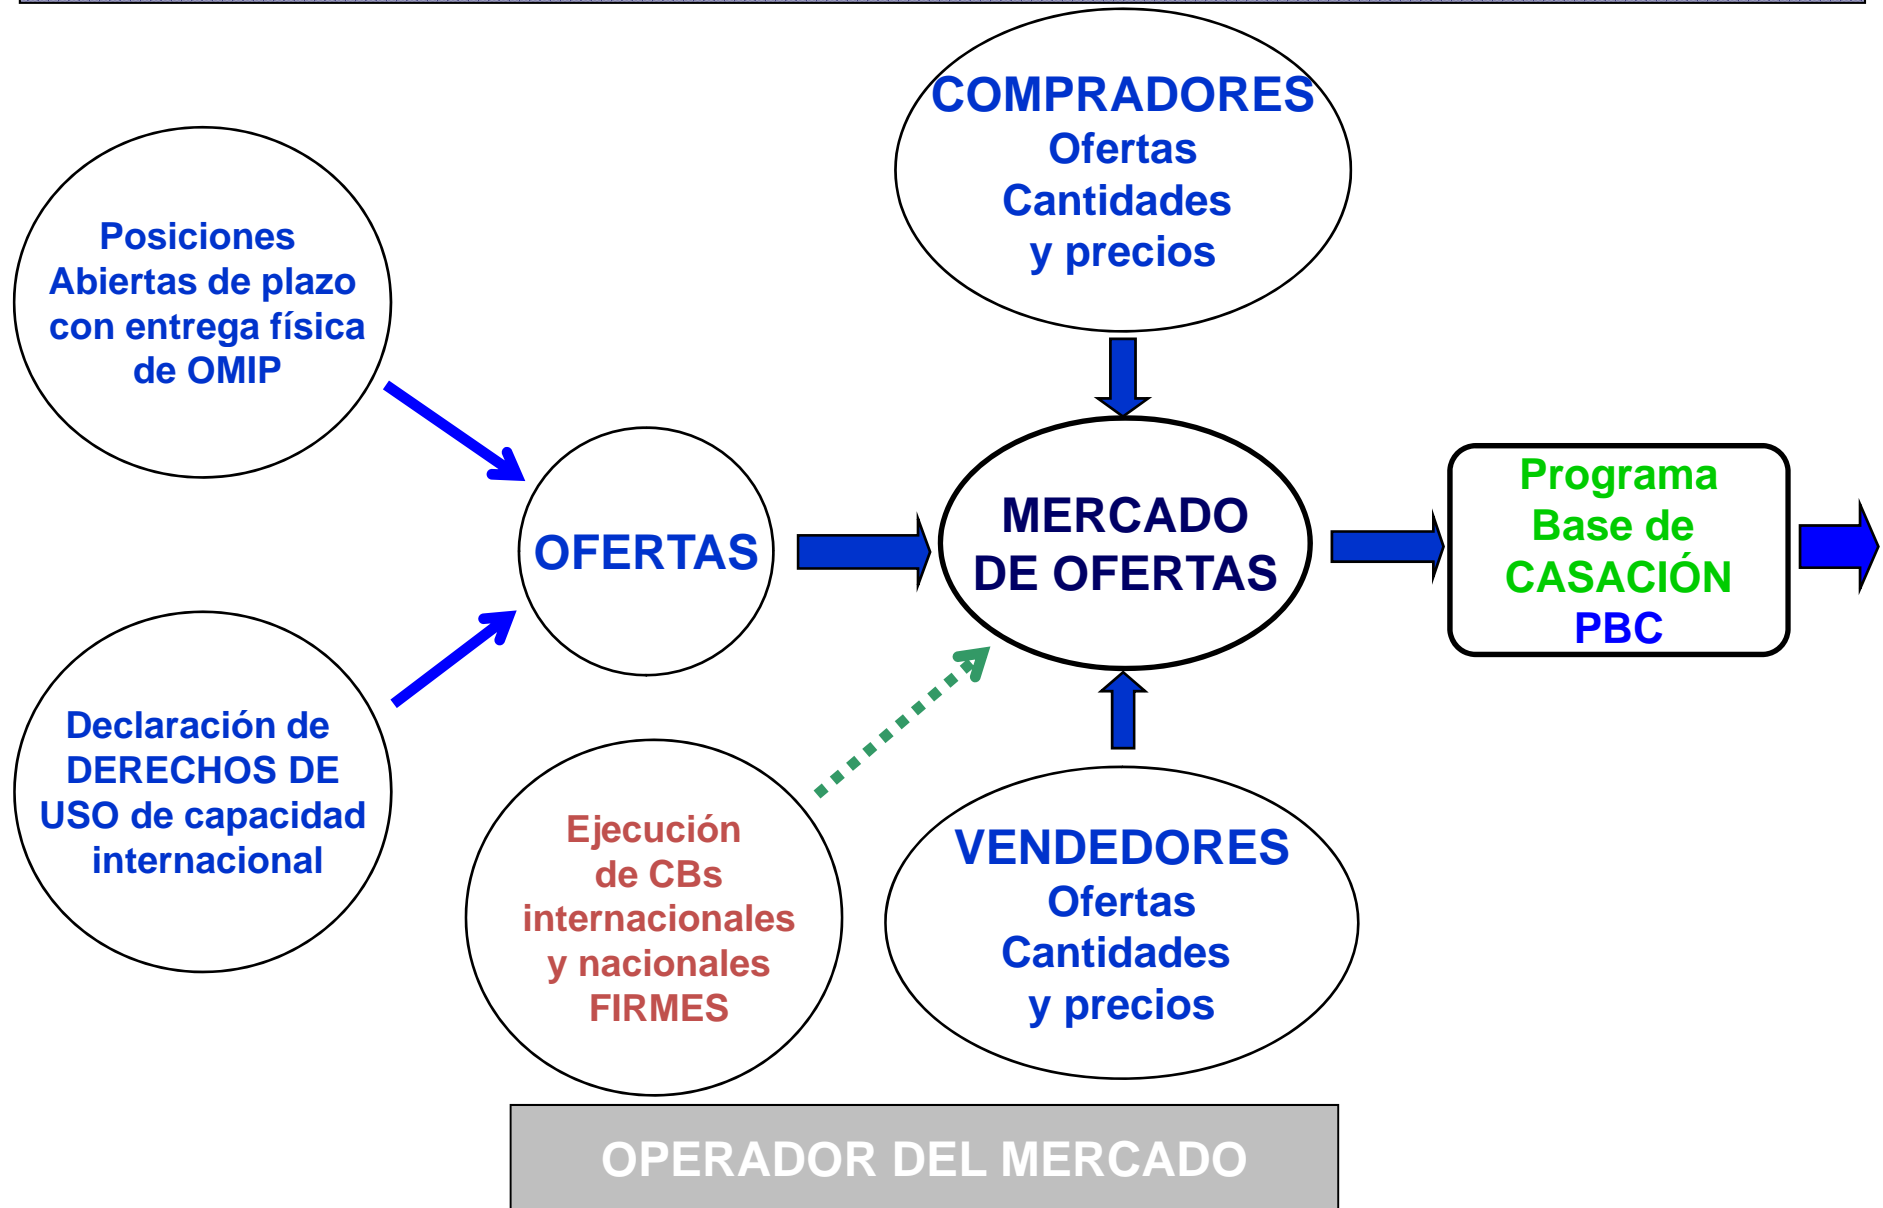 COMPRADORES
Ofertas
Cantidades
y precios
Posiciones
Abiertas de plazo
con entrega física
de OMIP
OFERTAS
MERCADO
DE OFERTAS
Programa
Base de
CASACIÓN
PBC
Declaración de
DERECHOS DE
USO de capacidad
internacional
Ejecución
de CBs
internacionales
y nacionales
FIRMES
VENDEDORES
Ofertas
Cantidades
y precios
OPERADOR DEL MERCADO